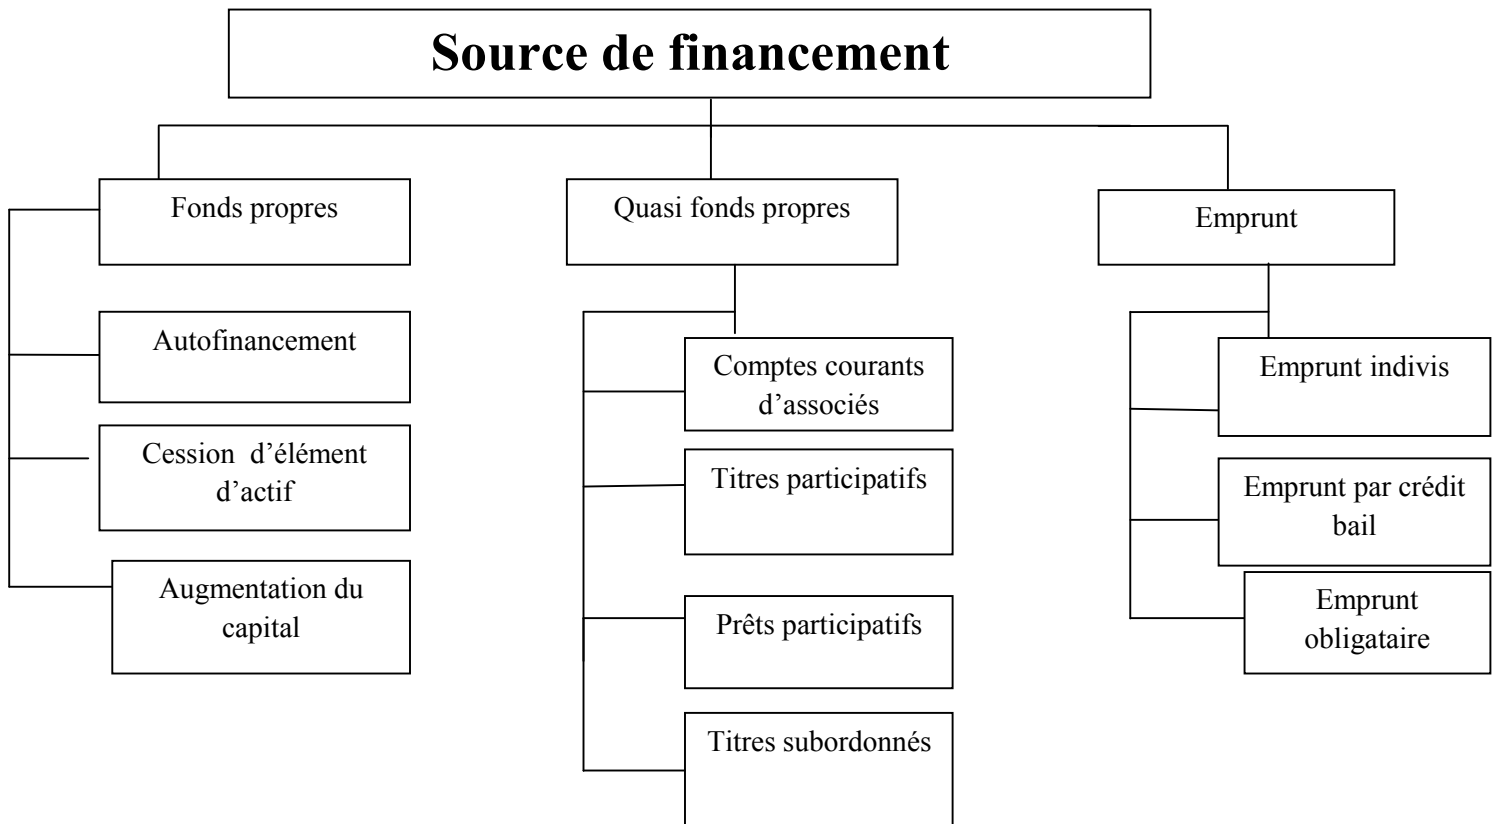 Source de financement
Fonds propres
Autofinancement
Cession d’élément
d’actif
Augmentation du
capital
Quasi fonds propres
Comptes courants
d’associés
Titres participatifs
Prêts participatifs
Titres subordonnés
Emprunt
Emprunt indivis
Emprunt par crédit
bail
Emprunt
obligataire